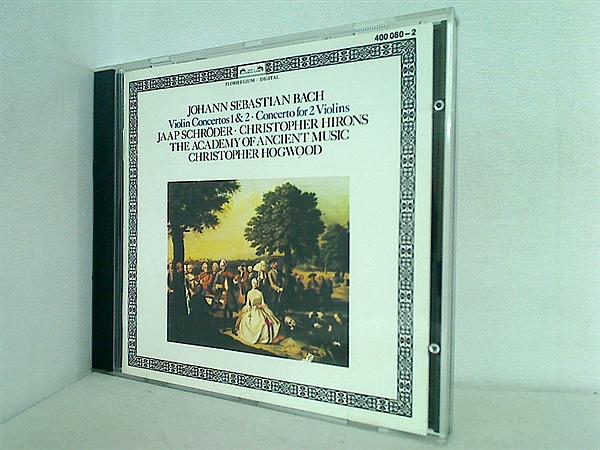 400 080-2
FLORILEGIUM DIGITAL
JOHANN SEBASTIAN BACH
Violin Concertos 1 & 2 · Concerto for 2 Violins
JAAP SCHRÖDER · CHRISTOPHER HIRONS
THE ACADEMY OF ANCIENT MUSIC
CHRISTOPHER HOGWOOD